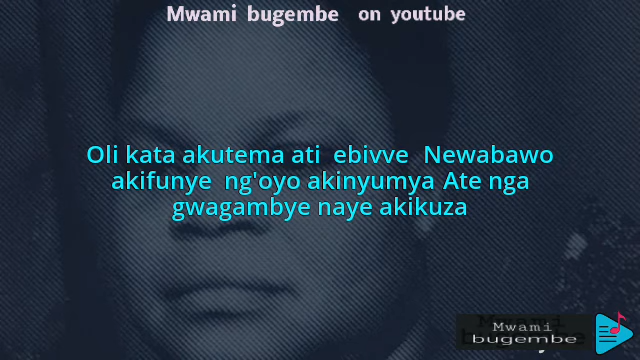 Mwami bugembe on youtube
Oli kata akutema ati ebivve Newabawo
akifunye ng'oyo akinyumya Ate nga
gwagambye naye akikuza
Mwami
bugembe